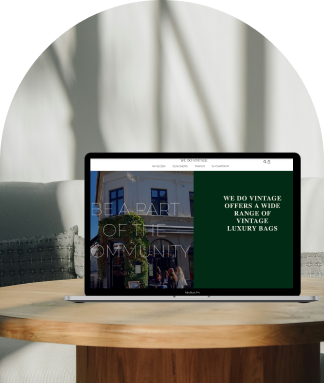 WE DO VINTAGE
BE A PART
OF THE
OMMUNITY
WE DO VINTAGE
OFFERS A WIDE
RANGE OF
VINTAGE
LUXURY BAGS
MacBook Pro